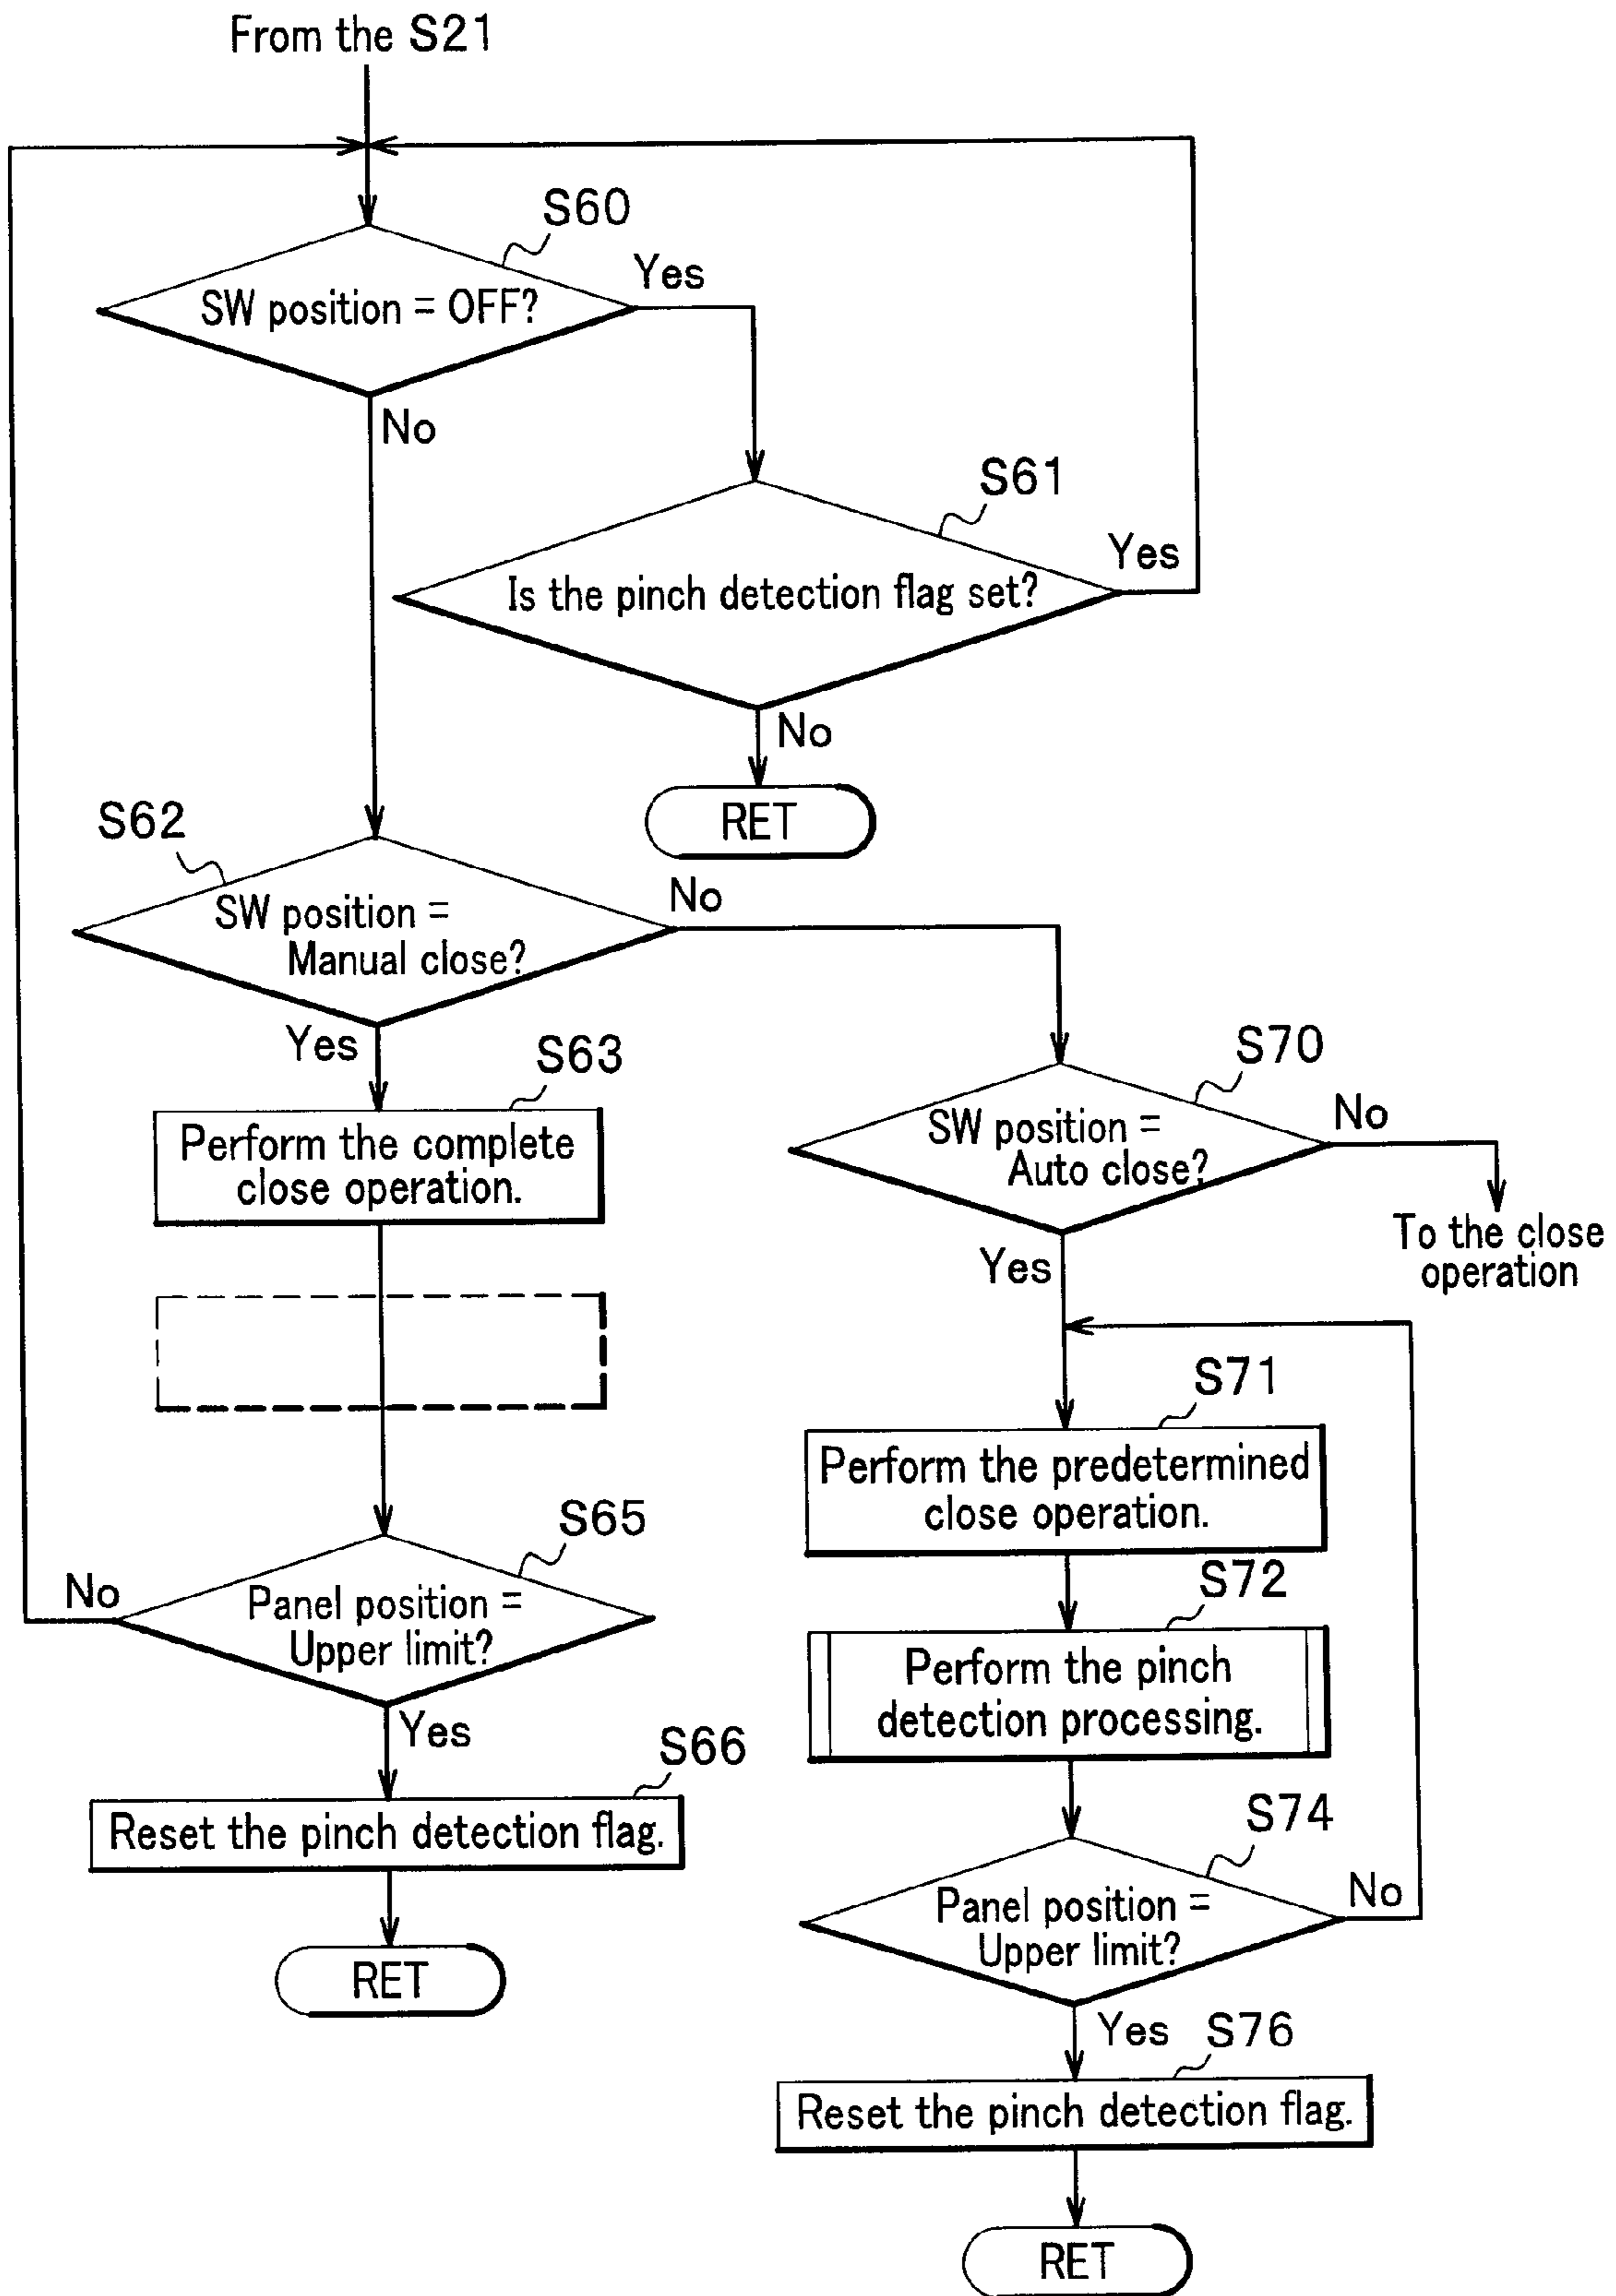 From the S21
S60
SW position = OFF?
Yes
No
S61
Is the pinch detection flag set?
Yes
No
RET
S62
SW position =
Manual close?
No
Yes
S63
Perform the complete
close operation.
S70
SW position =
Auto close?
No
To the close
operation
Yes
S71
Perform the predetermined
close operation.
S65
Panel position =
Upper limit?
No
Yes
S72
Perform the pinch
detection processing.
S66
Reset the pinch detection flag.
RET
S74
Panel position =
Upper limit?
No
Yes
S76
Reset the pinch detection flag.
RET